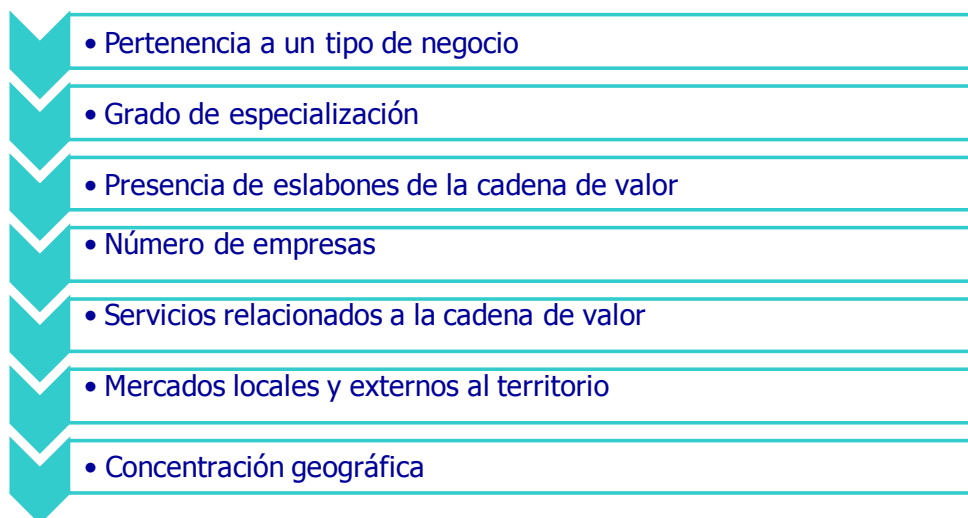 • Pertenencia a un tipo de negocio
• Grado de especialización
• Presencia de eslabones de la cadena de valor
• Número de empresas
• Servicios relacionados a la cadena de valor
• Mercados locales y externos al territorio
• Concentración geográfica